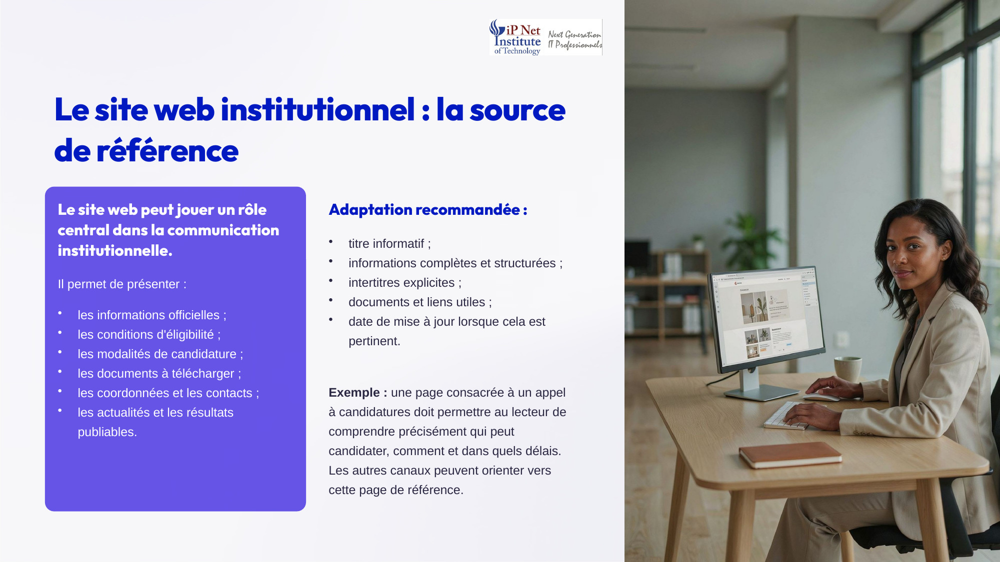 iP Net
Institute
of Technology
Next Generation
IT Professionnels
Le site web institutionnel : la source
de référence
Le site web peut jouer un rôle
central dans la communication
institutionnelle.
Il permet de présenter :
• les informations officielles ;
• les conditions d'éligibilité ;
• les modalités de candidature ;
• les documents à télécharger ;
• les coordonnées et les contacts ;
• les actualités et les résultats
publiables.
Adaptation recommandée :
• titre informatif ;
• informations complètes et structurées ;
• intertitres explicites ;
• documents et liens utiles ;
• date de mise à jour lorsque cela est
pertinent.
Exemple : une page consacrée à un appel
à candidatures doit permettre au lecteur de
comprendre précisément qui peut
candidater, comment et dans quels délais.
Les autres canaux peuvent orienter vers
cette page de référence.